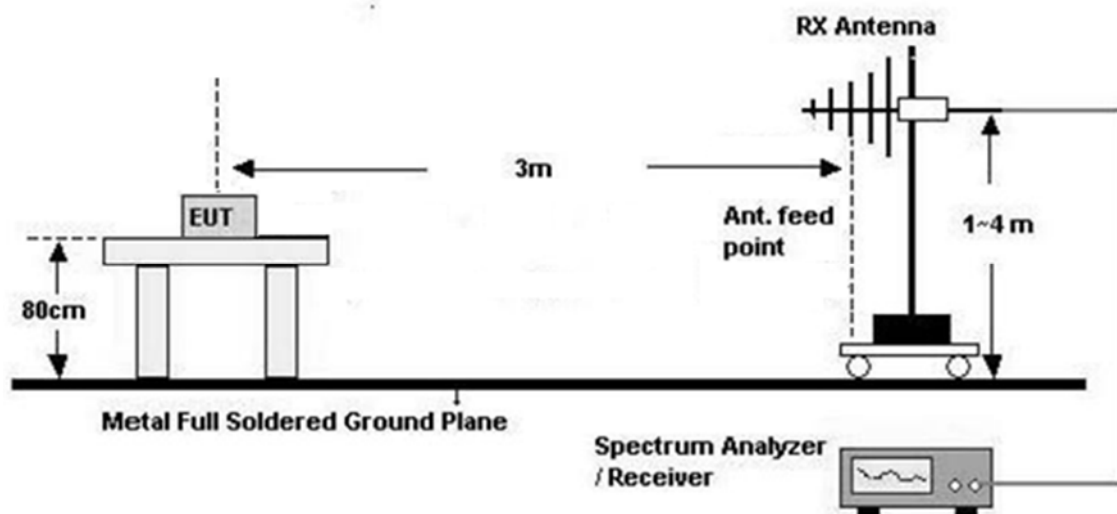 RX Antenna
3m
EUT
Ant. feed
point
1~4 m
80cm
Metal Full Soldered Ground Plane
Spectrum Analyzer
/ Receiver